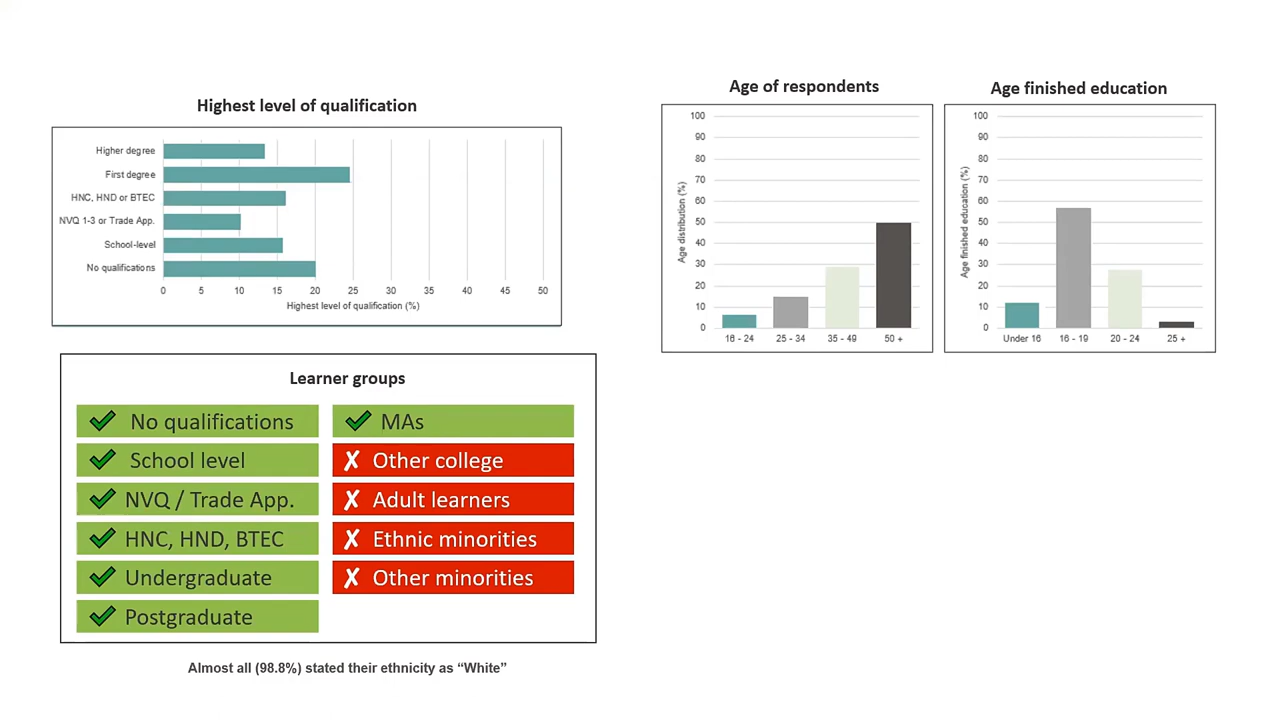 Highest level of qualification
Higher degree
First degree
HNC, HND or BTEC
NVQ 1-3 or Trade App.
School-level
No qualifications
0 5 10 15 20 25 30 35 40 45 50
Highest level of qualification (%)
Age of respondents
100
90
80
70
60
50
40
30
20
10
0
Age distribution (%)
16 - 24 25 - 34 35 - 49 50 +
Age finished education
100
90
80
70
60
50
40
30
20
10
0
Age finished education (%)
Under 16 16 - 19 20 - 24 25 +
Learner groups
No qualifications
School level
NVQ / Trade App.
HNC, HND, BTEC
Undergraduate
Postgraduate
MAs
Other college
Adult learners
Ethnic minorities
Other minorities
Almost all (98.8%) stated their ethnicity as “White”